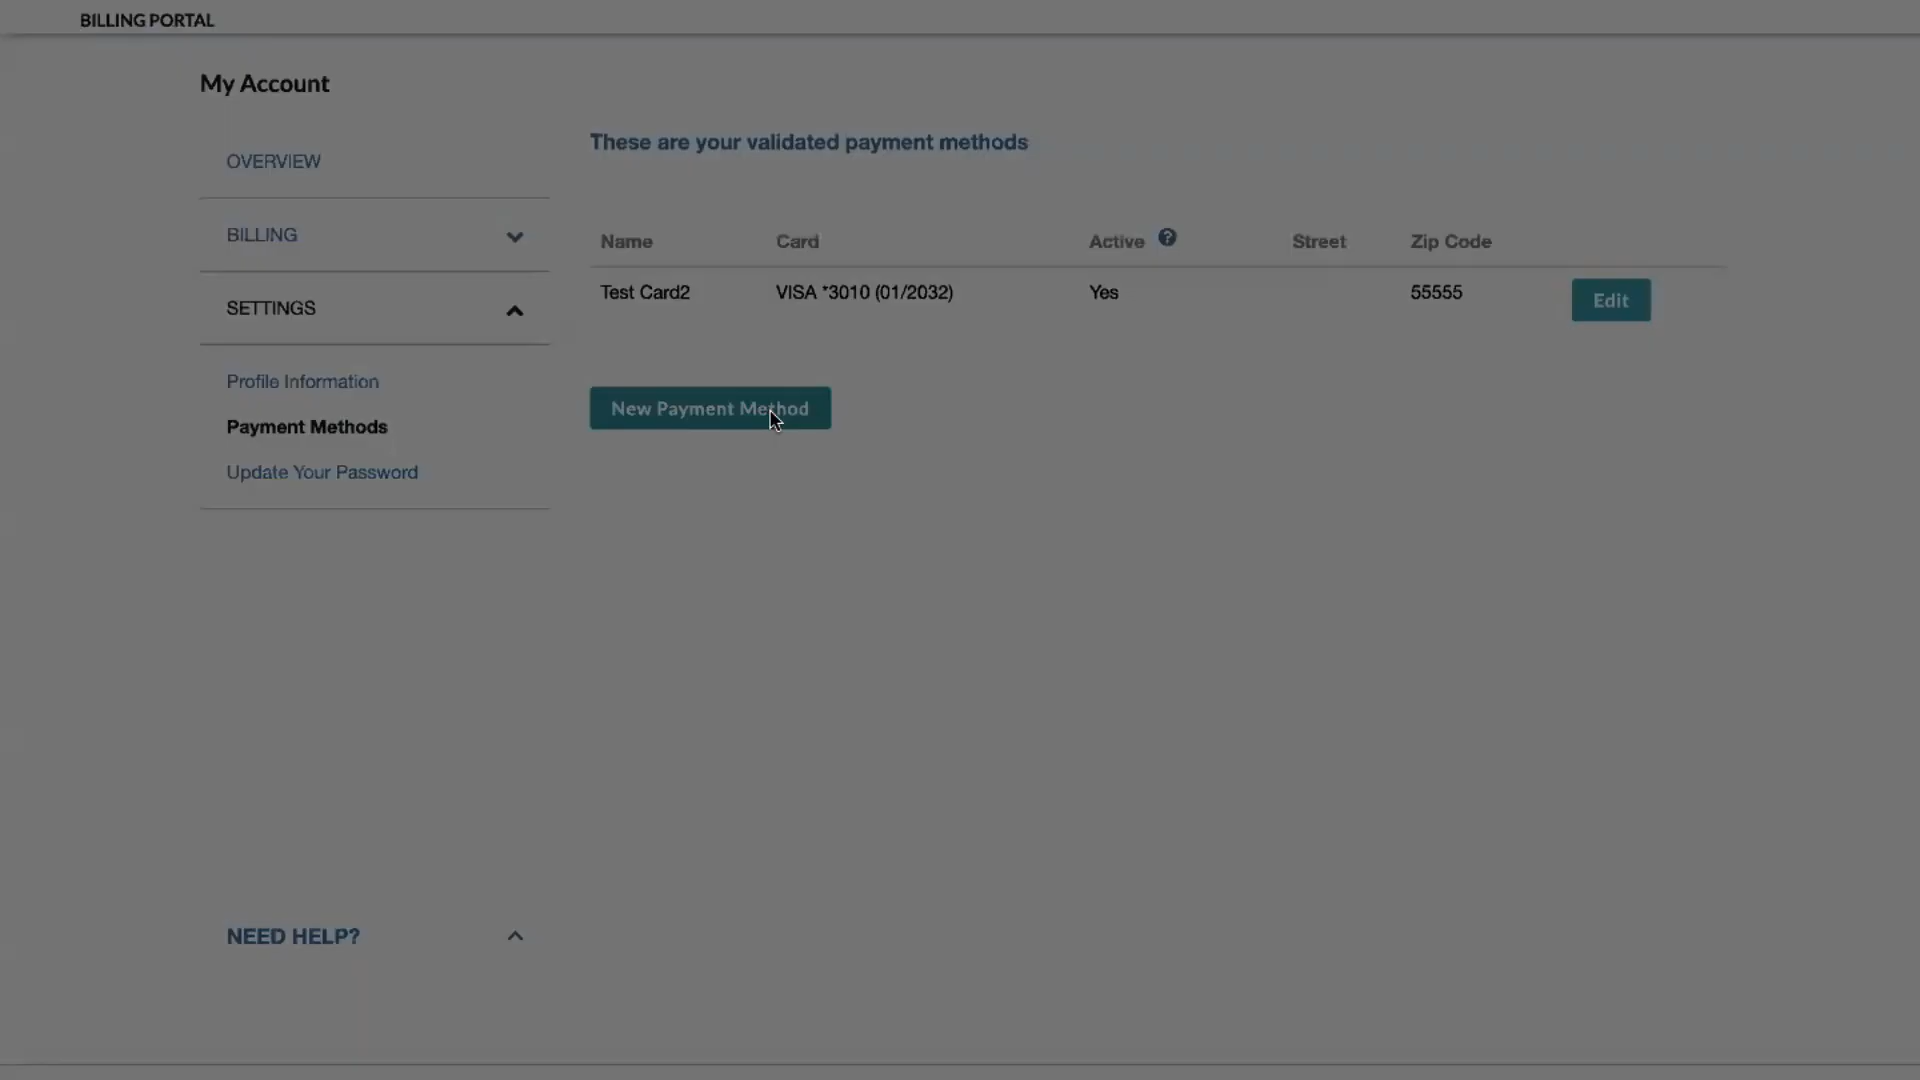 BILLING PORTAL
My Account
OVERVIEW
BILLING
SETTINGS
Profile Information
Payment Methods
Update Your Password
NEED HELP?
These are your validated payment methods
Name Card Active ? Street Zip Code
Test Card2 VISA *3010 (01/2032) Yes 55555 Edit
New Payment Method